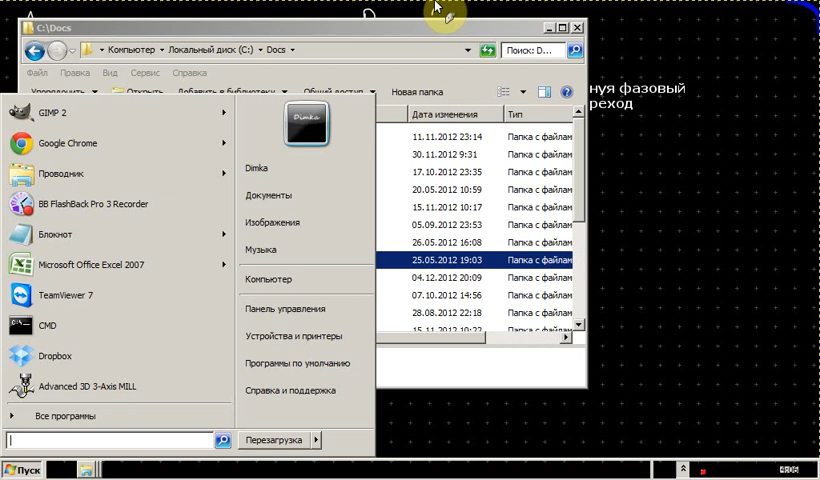 C:\Docs
Компьютер Локальный диск (C:) Docs
Поиск: D...
Файл Правка Вид Сервис Справка
Упорядочить Открыть Добавить в библиотеку Общий доступ Новая папка
нуя фазовый
реход
Дата изменения Тип
11.11.2012 23:14 Папка с файлам
30.11.2012 9:31 Папка с файлам
17.10.2012 23:35 Папка с файлам
20.05.2012 10:59 Папка с файлам
15.11.2012 10:17 Папка с файлам
05.09.2012 23:53 Папка с файлам
26.05.2012 16:08 Папка с файлам
25.05.2012 19:03 Папка с файлам
04.12.2012 20:09 Папка с файлам
07.10.2012 14:56 Папка с файлам
28.08.2012 22:18 Папка с файлам
15.11.2012 10:22 Папка с файлам
GIMP 2
Google Chrome
Проводник
BB FlashBack Pro 3 Recorder
Блокнот
Microsoft Office Excel 2007
TeamViewer 7
CMD
Dropbox
Advanced 3D 3-Axis MILL
Все программы
Dimka
Dimka
Документы
Изображения
Музыка
Компьютер
Панель управления
Устройства и принтеры
Программы по умолчанию
Справка и поддержка
Перезагрузка
Пуск